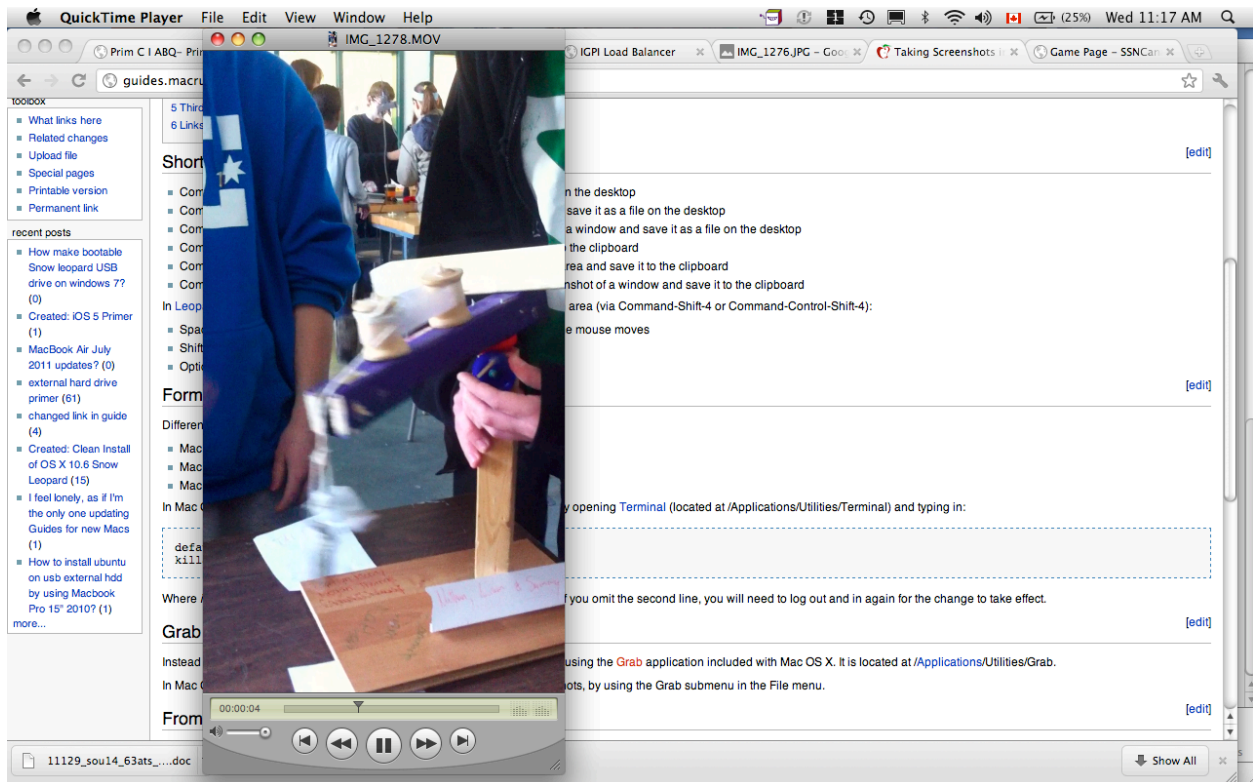 QuickTime Player File Edit View Window Help
(25%) Wed 11:17 AM
IMG_1278.MOV
Prim C I ABQ– Prin
IGPI Load Balancer
IMG_1276.JPG – Goo
Taking Screenshots i
Game Page – SSNCar
guides.macru
toolbox
What links here
Related changes
Upload file
Special pages
Printable version
Permanent link
recent posts
How make bootable
Snow leopard USB
drive on windows 7?
(0)
Created: iOS 5 Primer
(1)
MacBook Air July
2011 updates? (0)
external hard drive
primer (61)
changed link in guide
(4)
Created: Clean Install
of OS X 10.6 Snow
Leopard (15)
I feel lonely, as if I'm
the only one updating
Guides for new Macs
(1)
How to install ubuntu
on usb external hdd
by using Macbook
Pro 15" 2010? (1)
more...
5 Third
6 Links
Short [edit]
Com n the desktop
Com save it as a file on the desktop
Com a window and save it as a file on the desktop
Com the clipboard
Com rea and save it to the clipboard
Com nshot of a window and save it to the clipboard
In Leop area (via Command-Shift-4 or Command-Control-Shift-4):
Spac e mouse moves
Shift
Optio
Form [edit]
Differen
Mac
Mac
Mac
In Mac y opening Terminal (located at /Applications/Utilities/Terminal) and typing in:
defa
kill
Where / f you omit the second line, you will need to log out and in again for the change to take effect.
Grab [edit]
Instead using the Grab application included with Mac OS X. It is located at /Applications/Utilities/Grab.
In Mac ots, by using the Grab submenu in the File menu.
From [edit]
00:00:04
11129_sou14_63ats_....doc
Show All